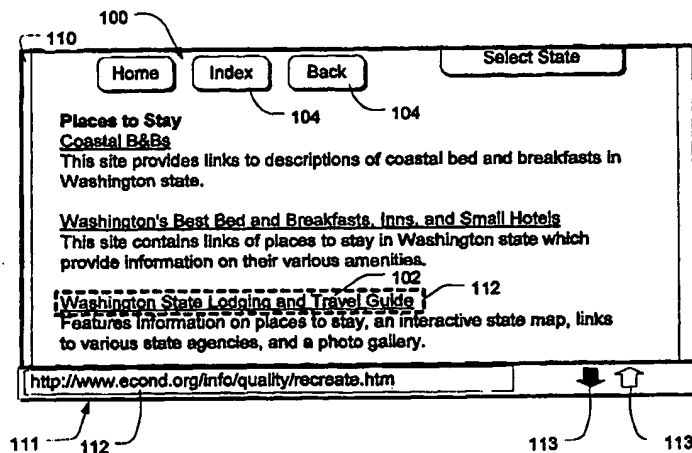 100
110
Select State
Home Index Back
104 104
Places to Stay
Coastal B&Bs
This site provides links to descriptions of coastal bed and breakfasts in
Washington state.
Washington's Best Bed and Breakfasts, Inns, and Small Hotels
This site contains links of places to stay in Washington state which
provide information on their various amenities.
102
112
Washington State Lodging and Travel Guide
Features information on places to stay, an interactive state map, links
to various state agencies, and a photo gallery.
http://www.econd.org/info/quality/recreate.htm
111 112 113 113